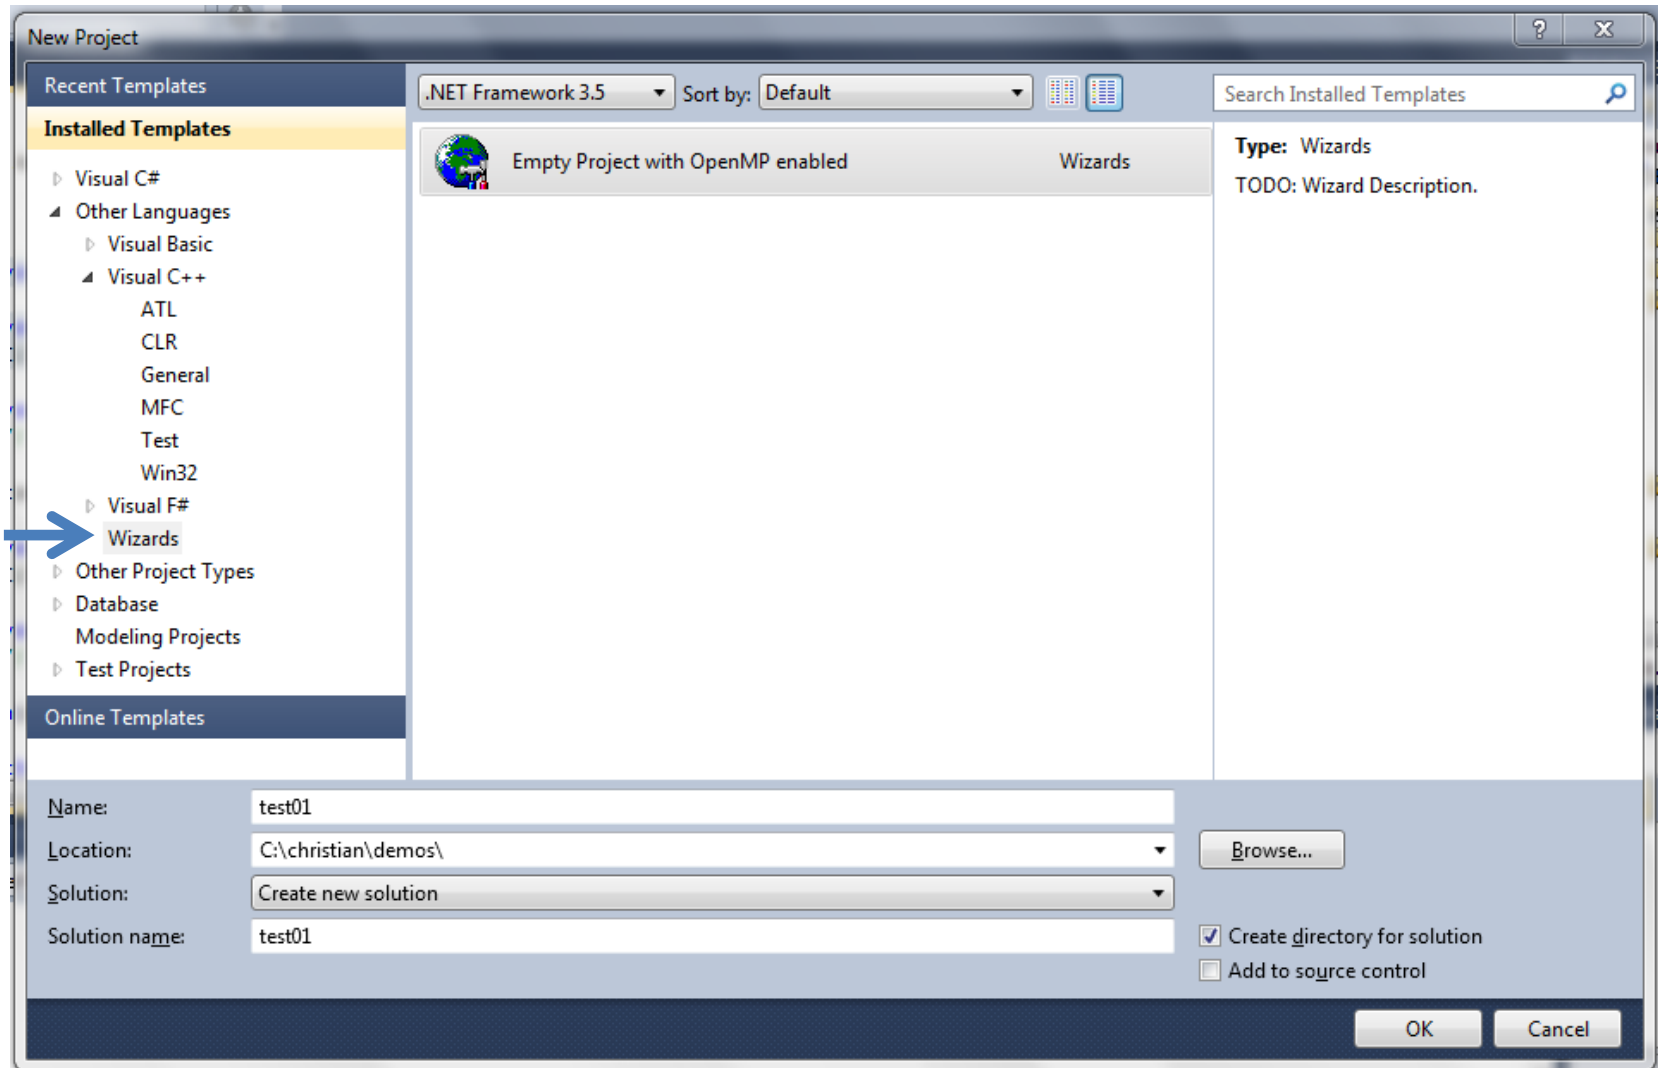 New Project
Recent Templates
.NET Framework 3.5
Sort by:
Default
Search Installed Templates
Installed Templates
Visual C#
Other Languages
Visual Basic
Visual C++
ATL
CLR
General
MFC
Test
Win32
Visual F#
Wizards
Other Project Types
Database
Modeling Projects
Test Projects
Online Templates
Empty Project with OpenMP enabled
Wizards
Type: Wizards
TODO: Wizard Description.
Name:
test01
Location:
C:\christian\demos\
Browse...
Solution:
Create new solution
Solution name:
test01
Create directory for solution
Add to source control
OK
Cancel